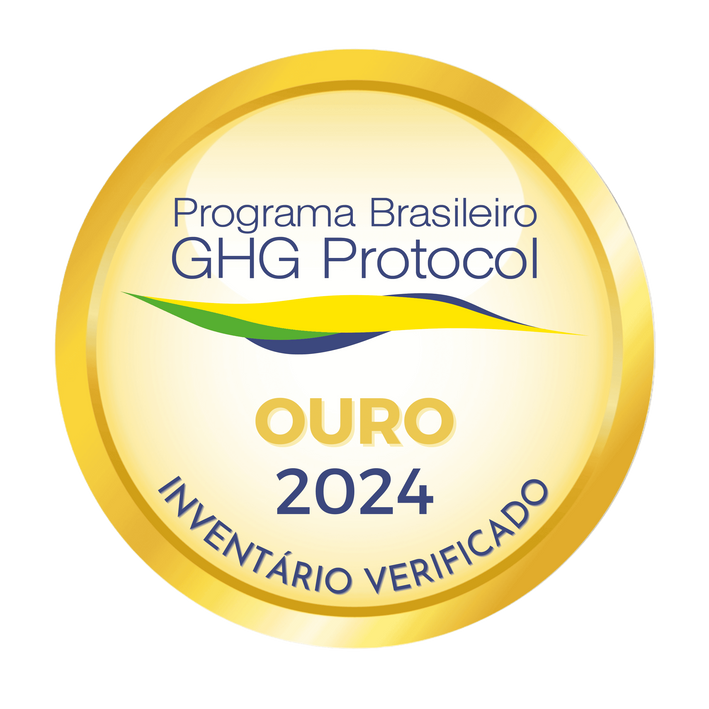 Programa Brasileiro
GHG Protocol
OURO
2024
INVENTÁRIO VERIFICADO